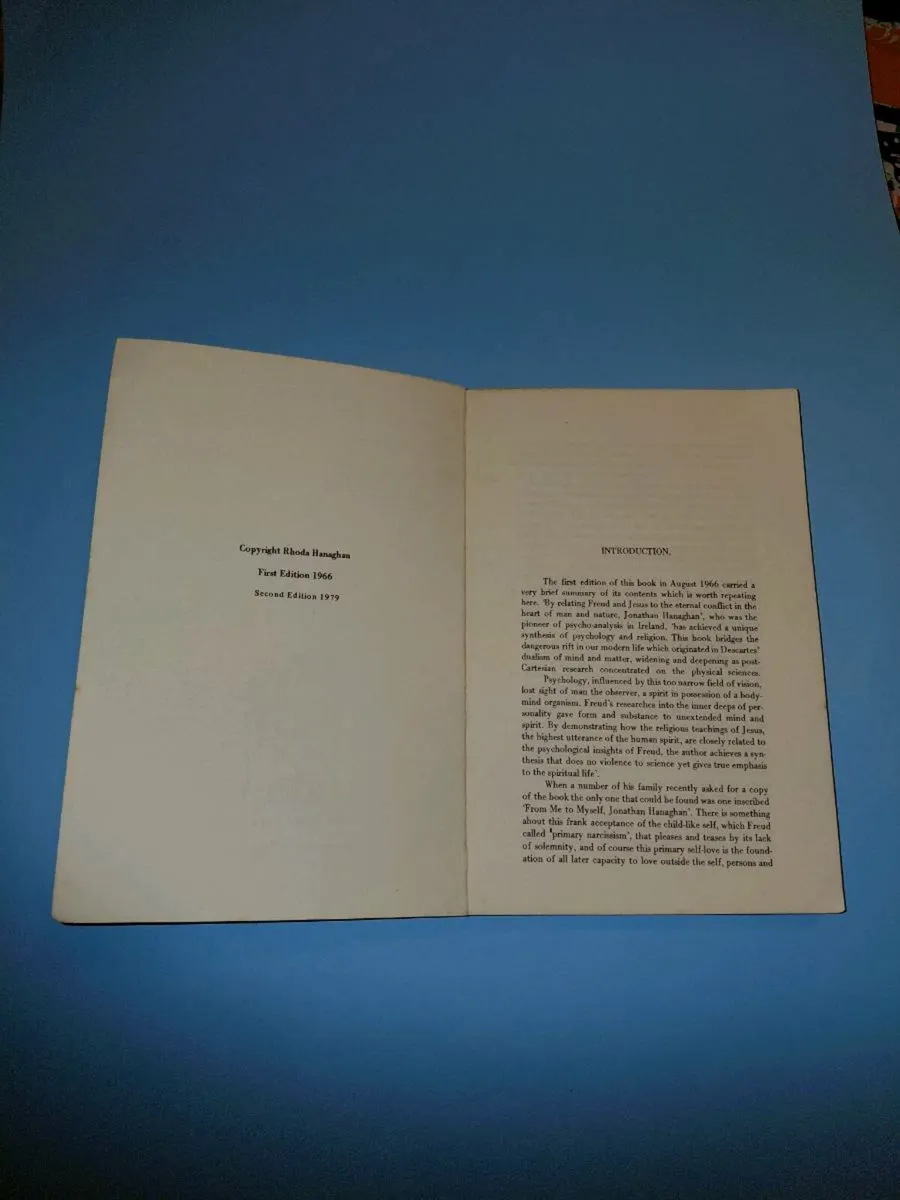 Copyright Rhoda Hanaghan
First Edition 1966
Second Edition 1979
INTRODUCTION.
The first edition of this book in August 1966 carried a
very brief summary of its contents which is worth repeating
here. 'By relating Freud and Jesus to the eternal conflict in the
heart of man and nature, Jonathan Hanaghan', who was the
pioneer of psycho-analysis in Ireland, 'has achieved a unique
synthesis of psychology and religion. This book bridges the
dangerous rift in our modern life which originated in Descartes'
dualism of mind and matter, widening and deepening as post-
Cartesian research concentrated on the physical sciences.
Psychology, influenced by this too narrow field of vision,
lost sight of man the observer, a spirit in possession of a body-
mind organism. Freud's researches into the inner deeps of per-
sonality gave form and substance to unextended mind and
spirit. By demonstrating how the religious teachings of Jesus,
the highest utterance of the human spirit, are closely related to
the psychological insights of Freud, the author achieves a syn-
thesis that does no violence to science yet gives true emphasis
to the spiritual life'.
When a number of his family recently asked for a copy
of the book the only one that could be found was one inscribed
'From Me to Myself, Jonathan Hanaghan'. There is something
about this frank acceptance of the child-like self, which Freud
called 'primary narcissism', that pleases and teases by its lack
of solemnity, and of course this primary self-love is the found-
ation of all later capacity to love outside the self, persons and